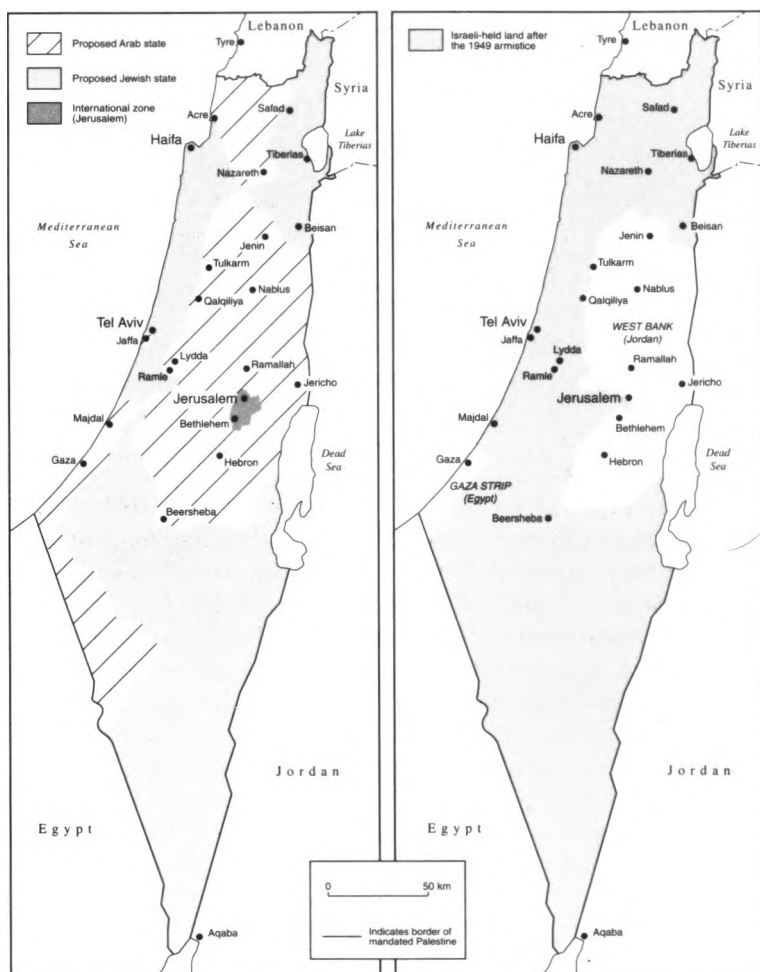 Lebanon
Tyre
Proposed Arab state
Proposed Jewish state
International zone
(Jerusalem)
Syria
Safad
Acre
Haifa
Lake
Tiberias
Tiberias
Nazareth
Mediterranean
Sea
Beisan
Jenin
Tulkarm
Nablus
Qalqiliya
Tel Aviv
Jaffa
Lydda
Ramle
Ramallah
Jericho
Jerusalem
Majdal
Bethlehem
Gaza
Hebron
Dead
Sea
Beersheba
Jordan
Egypt
Aqaba
Lebanon
Israeli-held land after
the 1949 armistice
Tyre
Syria
Safad
Acre
Haifa
Lake
Tiberias
Tiberias
Nazareth
Mediterranean
Sea
Beisan
Jenin
Tulkarm
Nablus
Qalqiliya
Tel Aviv
Jaffa
WEST BANK
(Jordan)
Lydda
Ramle
Ramallah
Jericho
Jerusalem
Majdal
Bethlehem
Gaza
Hebron
Dead
Sea
GAZA STRIP
(Egypt)
Beersheba
Jordan
Egypt
Aqaba
0 50 km
Indicates border of
mandated Palestine